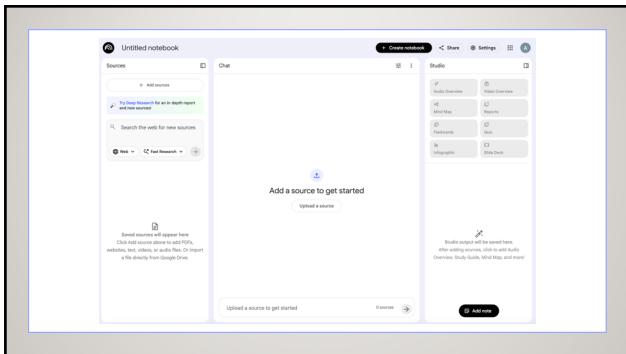 Untitled notebook
+ Create notebook
Share
Settings
A
Sources
+ Add sources
Try Deep Research for an in-depth report
and new sources!
Search the web for new sources
Web
Fast Research
Saved sources will appear here
Click Add source above to add PDFs,
websites, text, videos, or audio files. Or import
a file directly from Google Drive.
Chat
Add a source to get started
Upload a source
Upload a source to get started
0 sources
Studio
Audio Overview
Video Overview
Mind Map
Reports
Flashcards
Quiz
Infographic
Slide Deck
Studio output will be saved here.
After adding sources, click to add Audio
Overview, Study Guide, Mind Map, and more!
Add note